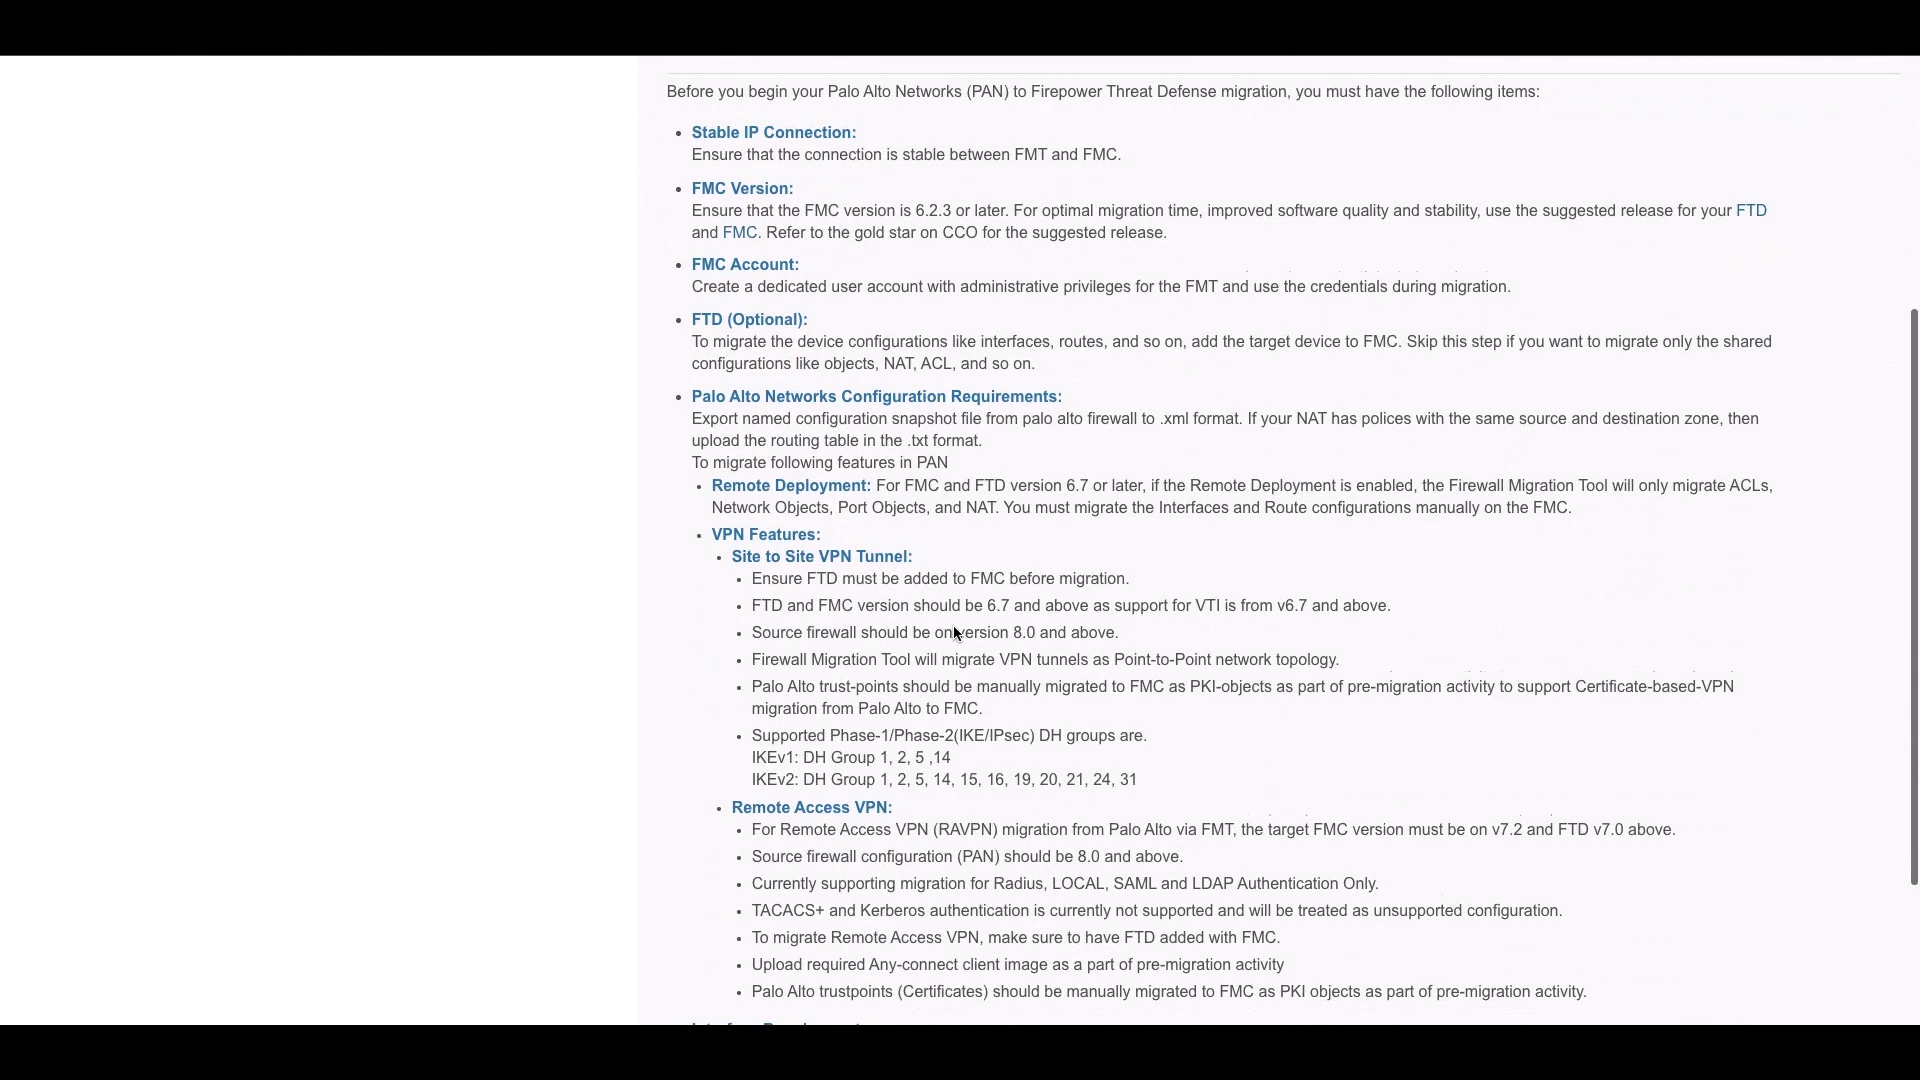 Before you begin your Palo Alto Networks (PAN) to Firepower Threat Defense migration, you must have the following items:
• Stable IP Connection:
Ensure that the connection is stable between FMT and FMC.
• FMC Version:
Ensure that the FMC version is 6.2.3 or later. For optimal migration time, improved software quality and stability, use the suggested release for your FTD
and FMC. Refer to the gold star on CCO for the suggested release.
• FMC Account:
Create a dedicated user account with administrative privileges for the FMT and use the credentials during migration.
• FTD (Optional):
To migrate the device configurations like interfaces, routes, and so on, add the target device to FMC. Skip this step if you want to migrate only the shared
configurations like objects, NAT, ACL, and so on.
• Palo Alto Networks Configuration Requirements:
Export named configuration snapshot file from palo alto firewall to .xml format. If your NAT has polices with the same source and destination zone, then
upload the routing table in the .txt format.
To migrate following features in PAN
• Remote Deployment: For FMC and FTD version 6.7 or later, if the Remote Deployment is enabled, the Firewall Migration Tool will only migrate ACLs,
Network Objects, Port Objects, and NAT. You must migrate the Interfaces and Route configurations manually on the FMC.
• VPN Features:
• Site to Site VPN Tunnel:
• Ensure FTD must be added to FMC before migration.
• FTD and FMC version should be 6.7 and above as support for VTI is from v6.7 and above.
• Source firewall should be on version 8.0 and above.
• Firewall Migration Tool will migrate VPN tunnels as Point-to-Point network topology.
• Palo Alto trust-points should be manually migrated to FMC as PKI-objects as part of pre-migration activity to support Certificate-based-VPN
migration from Palo Alto to FMC.
• Supported Phase-1/Phase-2(IKE/IPsec) DH groups are.
IKEv1: DH Group 1, 2, 5 ,14
IKEv2: DH Group 1, 2, 5, 14, 15, 16, 19, 20, 21, 24, 31
• Remote Access VPN:
• For Remote Access VPN (RAVPN) migration from Palo Alto via FMT, the target FMC version must be on v7.2 and FTD v7.0 above.
• Source firewall configuration (PAN) should be 8.0 and above.
• Currently supporting migration for Radius, LOCAL, SAML and LDAP Authentication Only.
• TACACS+ and Kerberos authentication is currently not supported and will be treated as unsupported configuration.
• To migrate Remote Access VPN, make sure to have FTD added with FMC.
• Upload required Any-connect client image as a part of pre-migration activity
• Palo Alto trustpoints (Certificates) should be manually migrated to FMC as PKI objects as part of pre-migration activity.